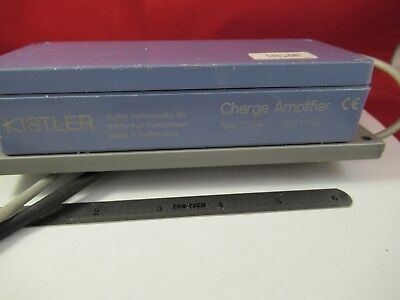 KISTLER
Kistler Instrumente AG
Winterthur Switzerland
Made in Switzerland
Charge Amplifier CE
Type
2 3 CEN-TECH 4 5 6